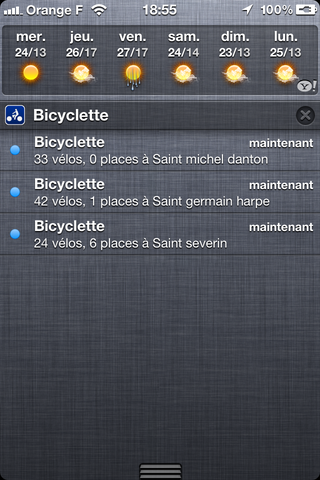 Orange F 18:55 100%
mer. jeu. ven. sam. dim. lun.
24/13 26/17 27/17 24/14 23/13 25/13
Y!
Bicyclette
Bicyclette maintenant
33 vélos, 0 places à Saint michel danton
Bicyclette maintenant
42 vélos, 1 places à Saint germain harpe
Bicyclette maintenant
24 vélos, 6 places à Saint severin